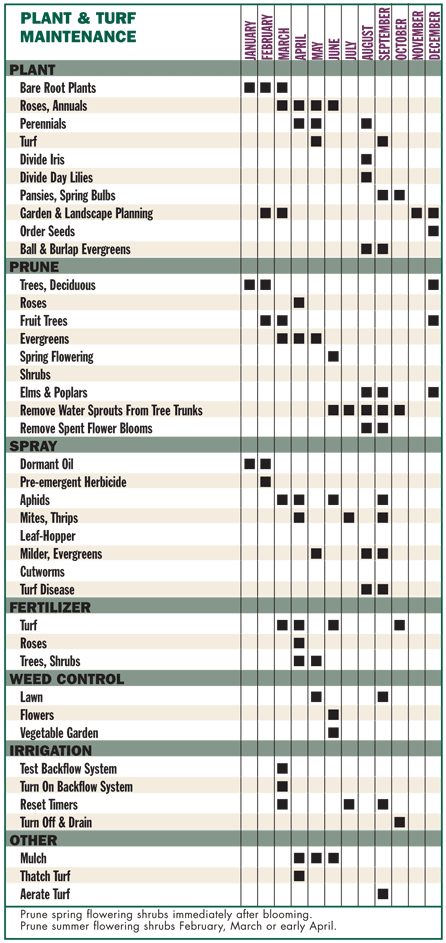 PLANT & TURF
MAINTENANCE
JANUARY
FEBRUARY
MARCH
APRIL
MAY
JUNE
JULY
AUGUST
SEPTEMBER
OCTOBER
NOVEMBER
DECEMBER
PLANT
Bare Root Plants
Roses, Annuals
Perennials
Turf
Divide Iris
Divide Day Lilies
Pansies, Spring Bulbs
Garden & Landscape Planning
Order Seeds
Ball & Burlap Evergreens
PRUNE
Trees, Deciduous
Roses
Fruit Trees
Evergreens
Spring Flowering
Shrubs
Elms & Poplars
Remove Water Sprouts From Tree Trunks
Remove Spent Flower Blooms
SPRAY
Dormant Oil
Pre-emergent Herbicide
Aphids
Mites, Thrips
Leaf-Hopper
Milder, Evergreens
Cutworms
Turf Disease
FERTILIZER
Turf
Roses
Trees, Shrubs
WEED CONTROL
Lawn
Flowers
Vegetable Garden
IRRIGATION
Test Backflow System
Turn On Backflow System
Reset Timers
Turn Off & Drain
OTHER
Mulch
Thatch Turf
Aerate Turf
Prune spring flowering shrubs immediately after blooming.
Prune summer flowering shrubs February, March or early April.